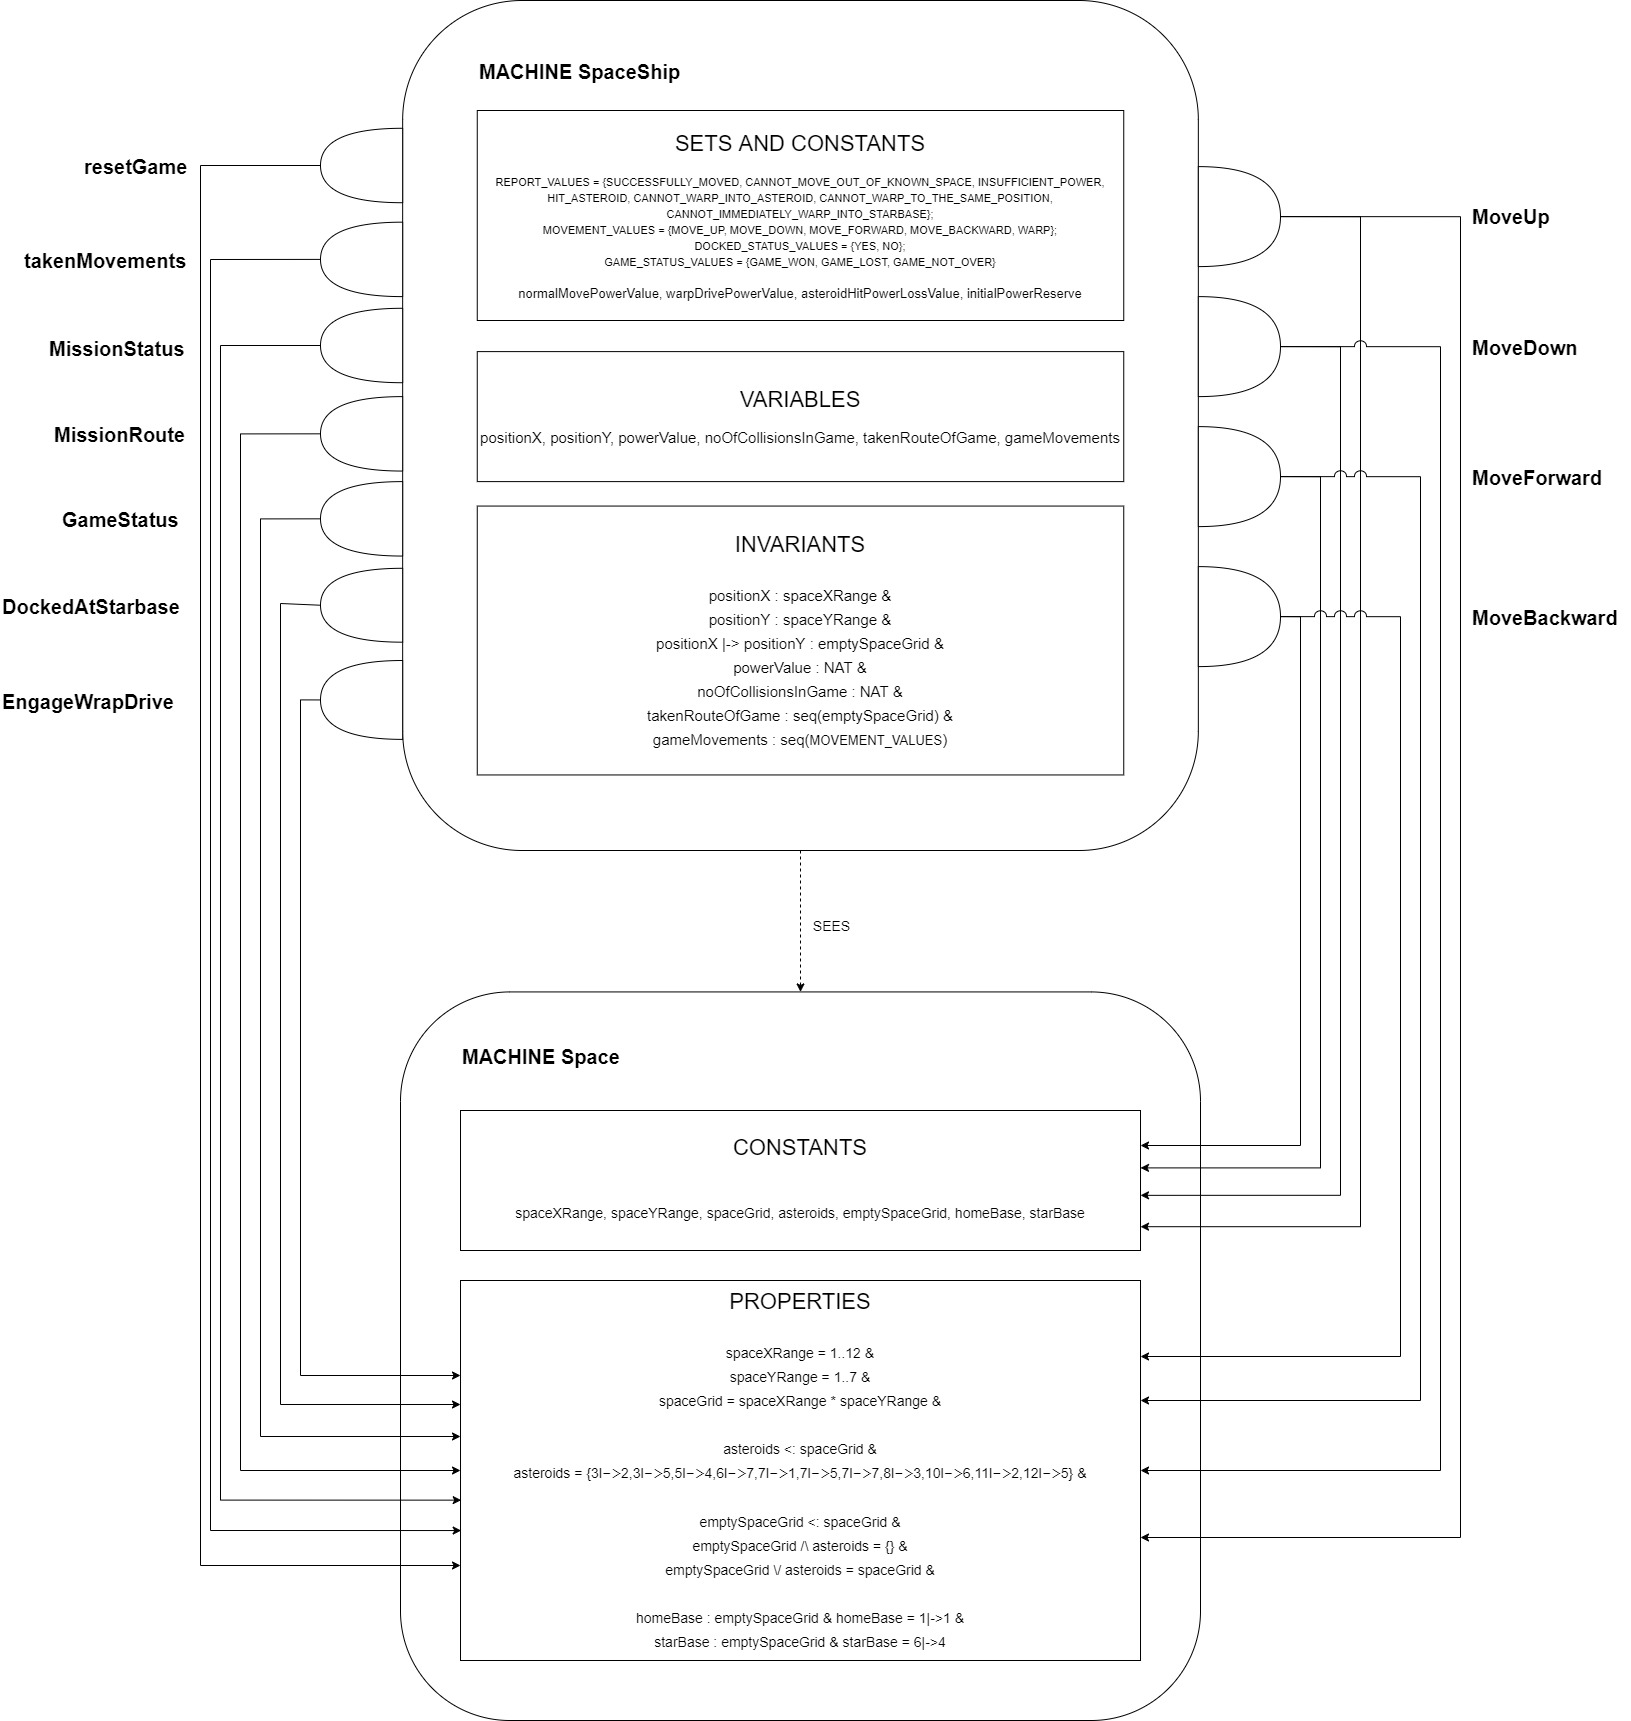 MACHINE SpaceShip
SETS AND CONSTANTS
REPORT_VALUES = {SUCCESSFULLY_MOVED, CANNOT_MOVE_OUT_OF_KNOWN_SPACE, INSUFFICIENT_POWER,
HIT_ASTEROID, CANNOT_WARP_INTO_ASTEROID, CANNOT_WARP_TO_THE_SAME_POSITION,
CANNOT_IMMEDIATELY_WARP_INTO_STARBASE};
MOVEMENT_VALUES = {MOVE_UP, MOVE_DOWN, MOVE_FORWARD, MOVE_BACKWARD, WARP};
DOCKED_STATUS_VALUES = {YES, NO};
GAME_STATUS_VALUES = {GAME_WON, GAME_LOST, GAME_NOT_OVER}
normalMovePowerValue, warpDrivePowerValue, asteroidHitPowerLossValue, initialPowerReserve
VARIABLES
positionX, positionY, powerValue, noOfCollisionsInGame, takenRouteOfGame, gameMovements
INVARIANTS
positionX : spaceXRange &
positionY : spaceYRange &
positionX |-> positionY : emptySpaceGrid &
powerValue : NAT &
noOfCollisionsInGame : NAT &
takenRouteOfGame : seq(emptySpaceGrid) &
gameMovements : seq(MOVEMENT_VALUES)
resetGame
takenMovements
MissionStatus
MissionRoute
GameStatus
DockedAtStarbase
EngageWrapDrive
MoveUp
MoveDown
MoveForward
MoveBackward
SEES
MACHINE Space
CONSTANTS
spaceXRange, spaceYRange, spaceGrid, asteroids, emptySpaceGrid, homeBase, starBase
PROPERTIES
spaceXRange = 1..12 &
spaceYRange = 1..7 &
spaceGrid = spaceXRange * spaceYRange &
asteroids <: spaceGrid &
asteroids = {3I->2,3I->5,5I->4,6I->7,7I->1,7I->5,7I->7,8I->3,10I->6,11I->2,12I->5} &
emptySpaceGrid <: spaceGrid &
emptySpaceGrid /\ asteroids = {} &
emptySpaceGrid \/ asteroids = spaceGrid &
homeBase : emptySpaceGrid & homeBase = 1|->1 &
starBase : emptySpaceGrid & starBase = 6|->4